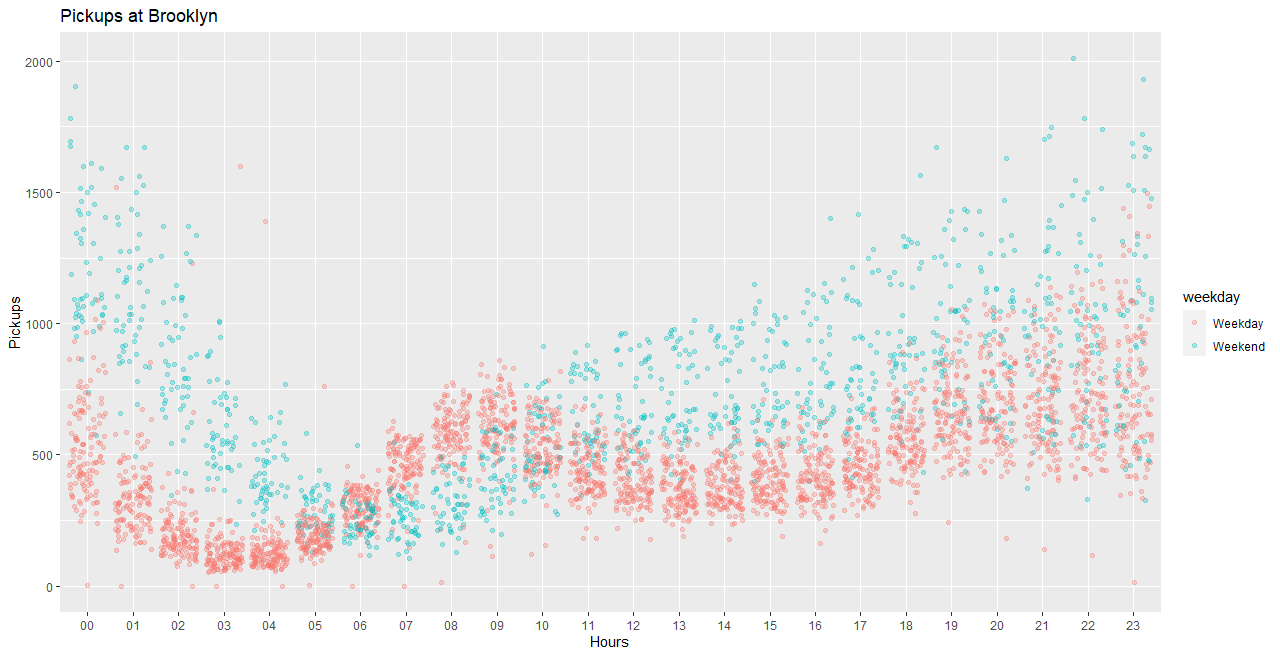 Pickups at Brooklyn
2000
1500
1000
500
0
Pickups
00 01 02 03 04 05 06 07 08 09 10 11 12 13 14 15 16 17 18 19 20 21 22 23
Hours
weekday
Weekday
Weekend